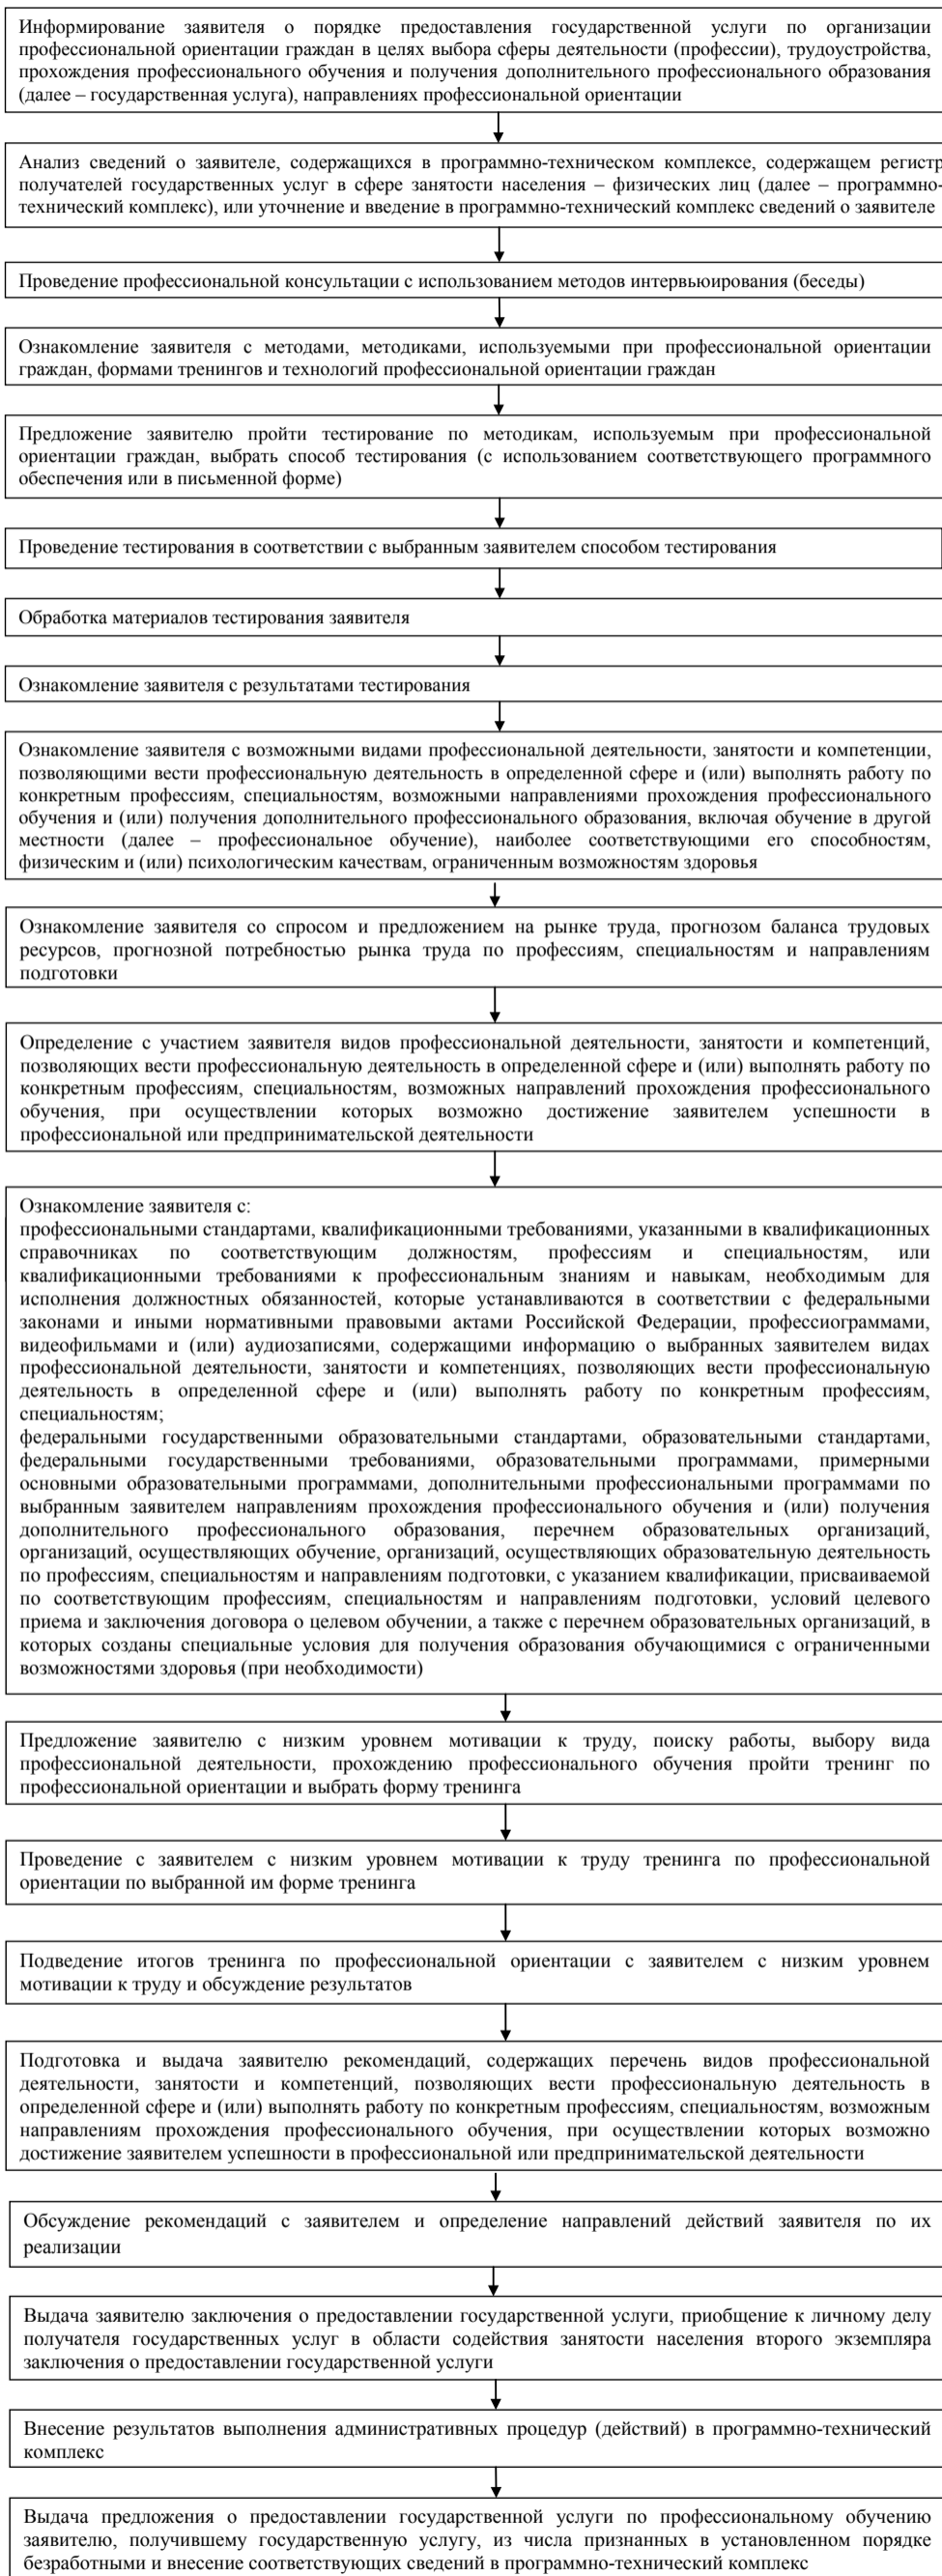 Информирование заявителя о порядке предоставления государственной услуги по организации
профессиональной ориентации граждан в целях выбора сферы деятельности (профессии), трудоустройства,
прохождения профессионального обучения и получения дополнительного профессионального образования
(далее – государственная услуга), направлениях профессиональной ориентации
Анализ сведений о заявителе, содержащихся в программно-техническом комплексе, содержащем регистр
получателей государственных услуг в сфере занятости населения – физических лиц (далее – программно-
технический комплекс), или уточнение и введение в программно-технический комплекс сведений о заявителе
Проведение профессиональной консультации с использованием методов интервьюирования (беседы)
Ознакомление заявителя с методами, методиками, используемыми при профессиональной ориентации
граждан, формами тренингов и технологий профессиональной ориентации граждан
Предложение заявителю пройти тестирование по методикам, используемым при профессиональной
ориентации граждан, выбрать способ тестирования (с использованием соответствующего программного
обеспечения или в письменной форме)
Проведение тестирования в соответствии с выбранным заявителем способом тестирования
Обработка материалов тестирования заявителя
Ознакомление заявителя с результатами тестирования
Ознакомление заявителя с возможными видами профессиональной деятельности, занятости и компетенции,
позволяющими вести профессиональную деятельность в определенной сфере и (или) выполнять работу по
конкретным профессиям, специальностям, возможными направлениями прохождения профессионального
обучения и (или) получения дополнительного профессионального образования, включая обучение в другой
местности (далее – профессиональное обучение), наиболее соответствующими его способностям,
физическим и (или) психологическим качествам, ограниченным возможностям здоровья
Ознакомление заявителя со спросом и предложением на рынке труда, прогнозом баланса трудовых
ресурсов, прогнозной потребностью рынка труда по профессиям, специальностям и направлениям
подготовки
Определение с участием заявителя видов профессиональной деятельности, занятости и компетенций,
позволяющих вести профессиональную деятельность в определенной сфере и (или) выполнять работу по
конкретным профессиям, специальностям, возможных направлений прохождения профессионального
обучения, при осуществлении которых возможно достижение заявителем успешности в
профессиональной или предпринимательской деятельности
Ознакомление заявителя с:
профессиональными стандартами, квалификационными требованиями, указанными в квалификационных
справочниках по соответствующим должностям, профессиям и специальностям, или
квалификационными требованиями к профессиональным знаниям и навыкам, необходимым для
исполнения должностных обязанностей, которые устанавливаются в соответствии с федеральными
законами и иными нормативными правовыми актами Российской Федерации, профессиограммами,
видеофильмами и (или) аудиозаписями, содержащими информацию о выбранных заявителем видах
профессиональной деятельности, занятости и компетенциях, позволяющих вести профессиональную
деятельность в определенной сфере и (или) выполнять работу по конкретным профессиям,
специальностям;
федеральными государственными образовательными стандартами, образовательными стандартами,
федеральными государственными требованиями, образовательными программами, примерными
основными образовательными программами, дополнительными профессиональными программами по
выбранным заявителем направлениям прохождения профессионального обучения и (или) получения
дополнительного профессионального образования, перечнем образовательных организаций,
организаций, осуществляющих обучение, организаций, осуществляющих образовательную деятельность
по профессиям, специальностям и направлениям подготовки, с указанием квалификации, присваиваемой
по соответствующим профессиям, специальностям и направлениям подготовки, условий целевого
приема и заключения договора о целевом обучении, а также с перечнем образовательных организаций, в
которых созданы специальные условия для получения образования обучающимися с ограниченными
возможностями здоровья (при необходимости)
Предложение заявителю с низким уровнем мотивации к труду, поиску работы, выбору вида
профессиональной деятельности, прохождению профессионального обучения пройти тренинг по
профессиональной ориентации и выбрать форму тренинга
Проведение с заявителем с низким уровнем мотивации к труду тренинга по профессиональной
ориентации по выбранной им форме тренинга
Подведение итогов тренинга по профессиональной ориентации с заявителем с низким уровнем
мотивации к труду и обсуждение результатов
Подготовка и выдача заявителю рекомендаций, содержащих перечень видов профессиональной
деятельности, занятости и компетенций, позволяющих вести профессиональную деятельность в
определенной сфере и (или) выполнять работу по конкретным профессиям, специальностям, возможным
направлениям прохождения профессионального обучения, при осуществлении которых возможно
достижение заявителем успешности в профессиональной или предпринимательской деятельности
Обсуждение рекомендаций с заявителем и определение направлений действий заявителя по их
реализации
Выдача заявителю заключения о предоставлении государственной услуги, приобщение к личному делу
получателя государственных услуг в области содействия занятости населения второго экземпляра
заключения о предоставлении государственной услуги
Внесение результатов выполнения административных процедур (действий) в программно-технический
комплекс
Выдача предложения о предоставлении государственной услуги по профессиональному обучению
заявителю, получившему государственную услугу, из числа признанных в установленном порядке
безработными и внесение соответствующих сведений в программно-технический комплекс